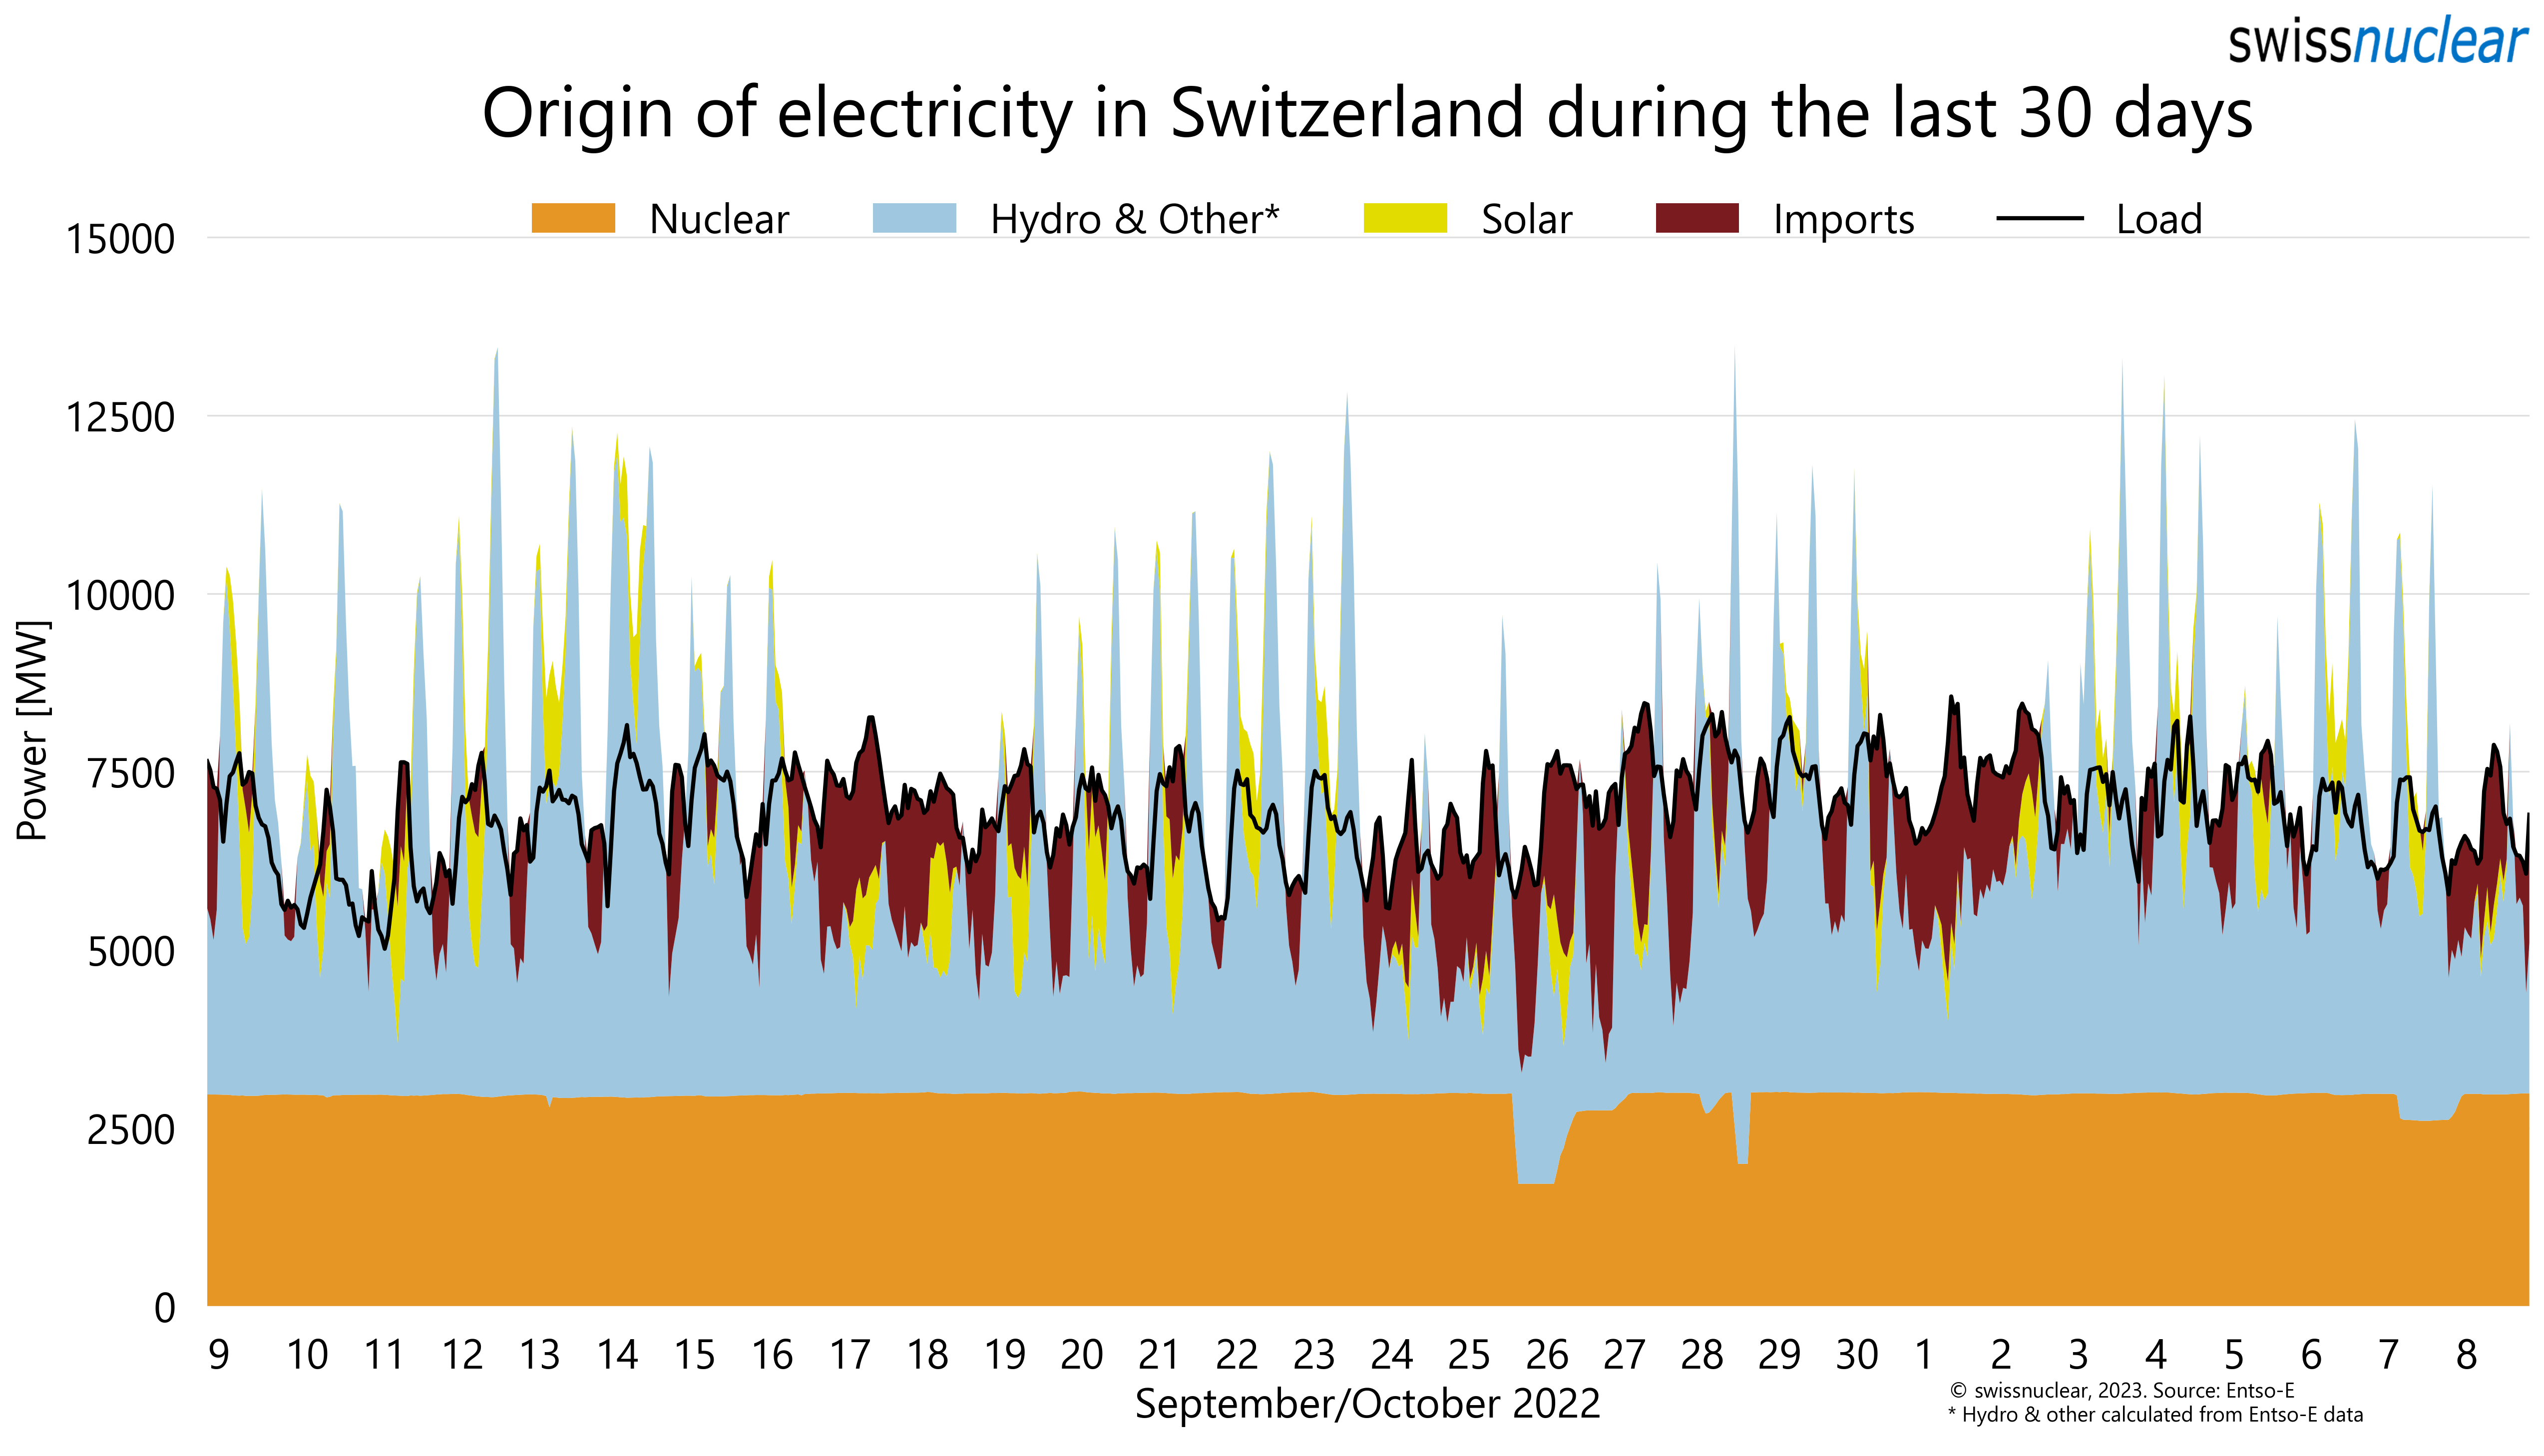 swissnuclear
Origin of electricity in Switzerland during the last 30 days
Nuclear Hydro & Other* Solar Imports Load
15000
12500
10000
7500
5000
2500
0
Power [MW]
9 10 11 12 13 14 15 16 17 18 19 20 21 22 23 24 25 26 27 28 29 30 1 2 3 4 5 6 7 8
September/October 2022
© swissnuclear, 2023. Source: Entso-E
* Hydro & other calculated from Entso-E data